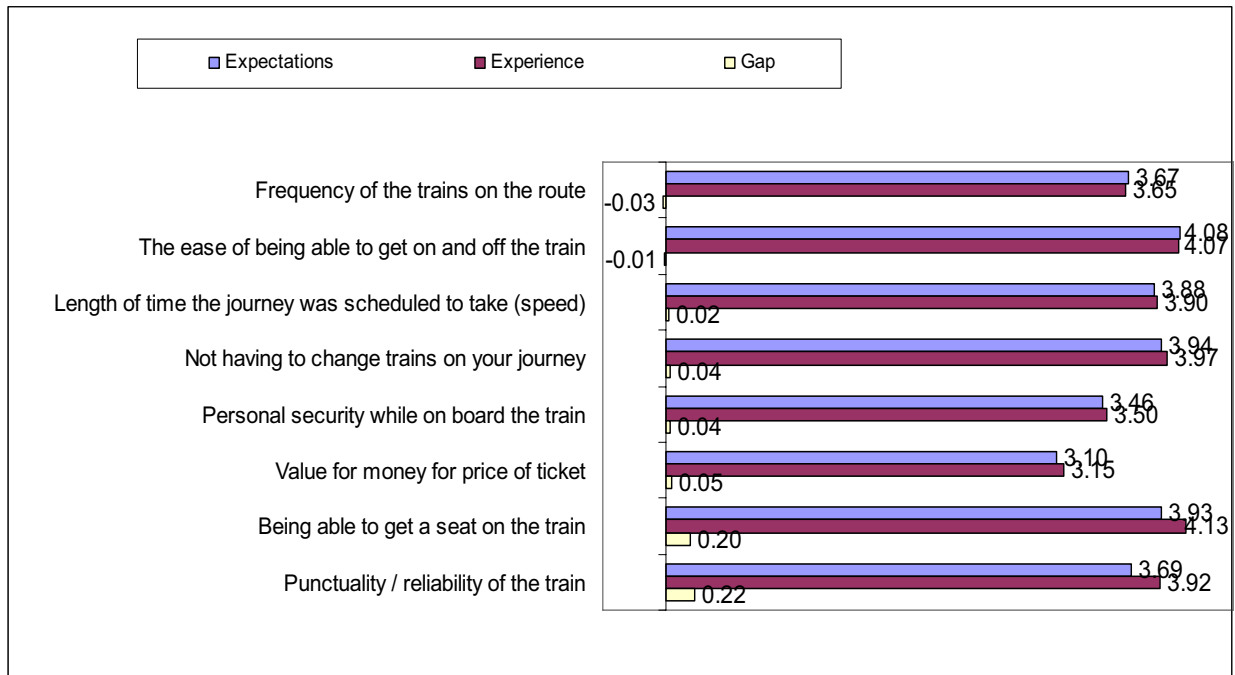 Expectations Experience Gap
Frequency of the trains on the route
3.67
3.65
-0.03
The ease of being able to get on and off the train
4.08
4.07
-0.01
Length of time the journey was scheduled to take (speed)
3.88
3.90
0.02
Not having to change trains on your journey
3.94
3.97
0.04
Personal security while on board the train
3.46
3.50
0.04
Value for money for price of ticket
3.10
3.15
0.05
Being able to get a seat on the train
3.93
4.13
0.20
Punctuality / reliability of the train
3.69
3.92
0.22